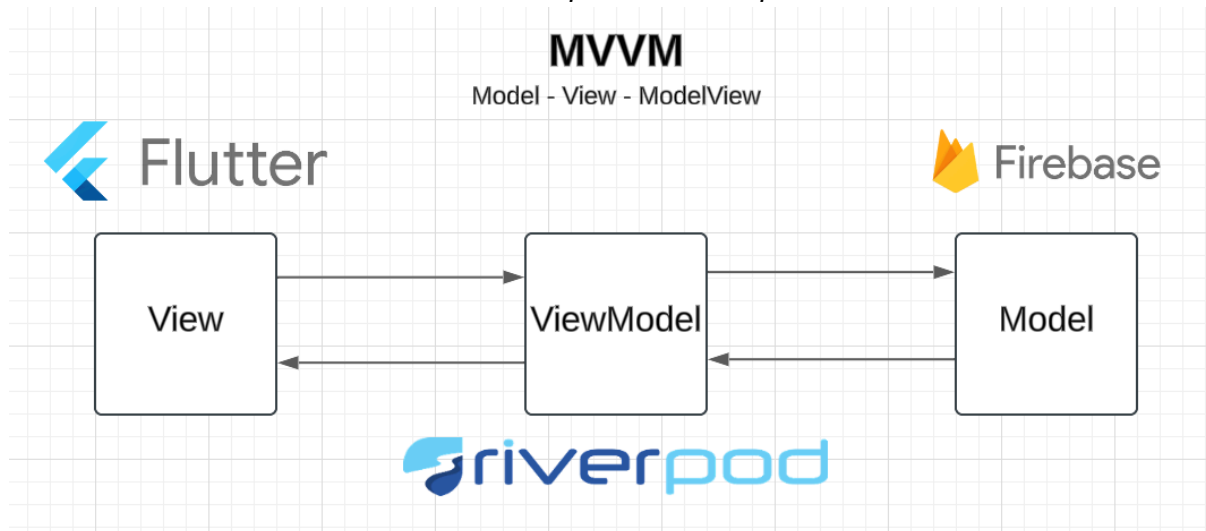 MVVM
Model - View - ModelView
Flutter
Firebase
View
ViewModel
Model
riverpod